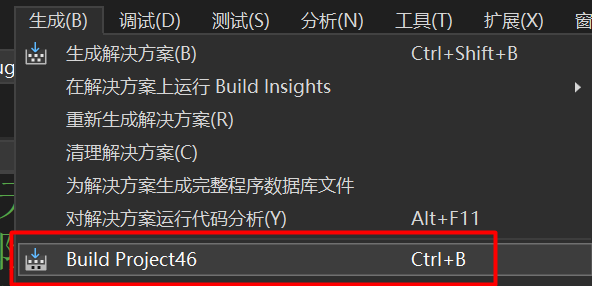 生成(B) 调试(D) 测试(S) 分析(N) 工具(T) 扩展(X)
生成解决方案(B) Ctrl+Shift+B
在解决方案上运行 Build Insights
重新生成解决方案(R)
清理解决方案(C)
为解决方案生成完整程序数据库文件
对解决方案运行代码分析(Y) Alt+F11
Build Project46 Ctrl+B